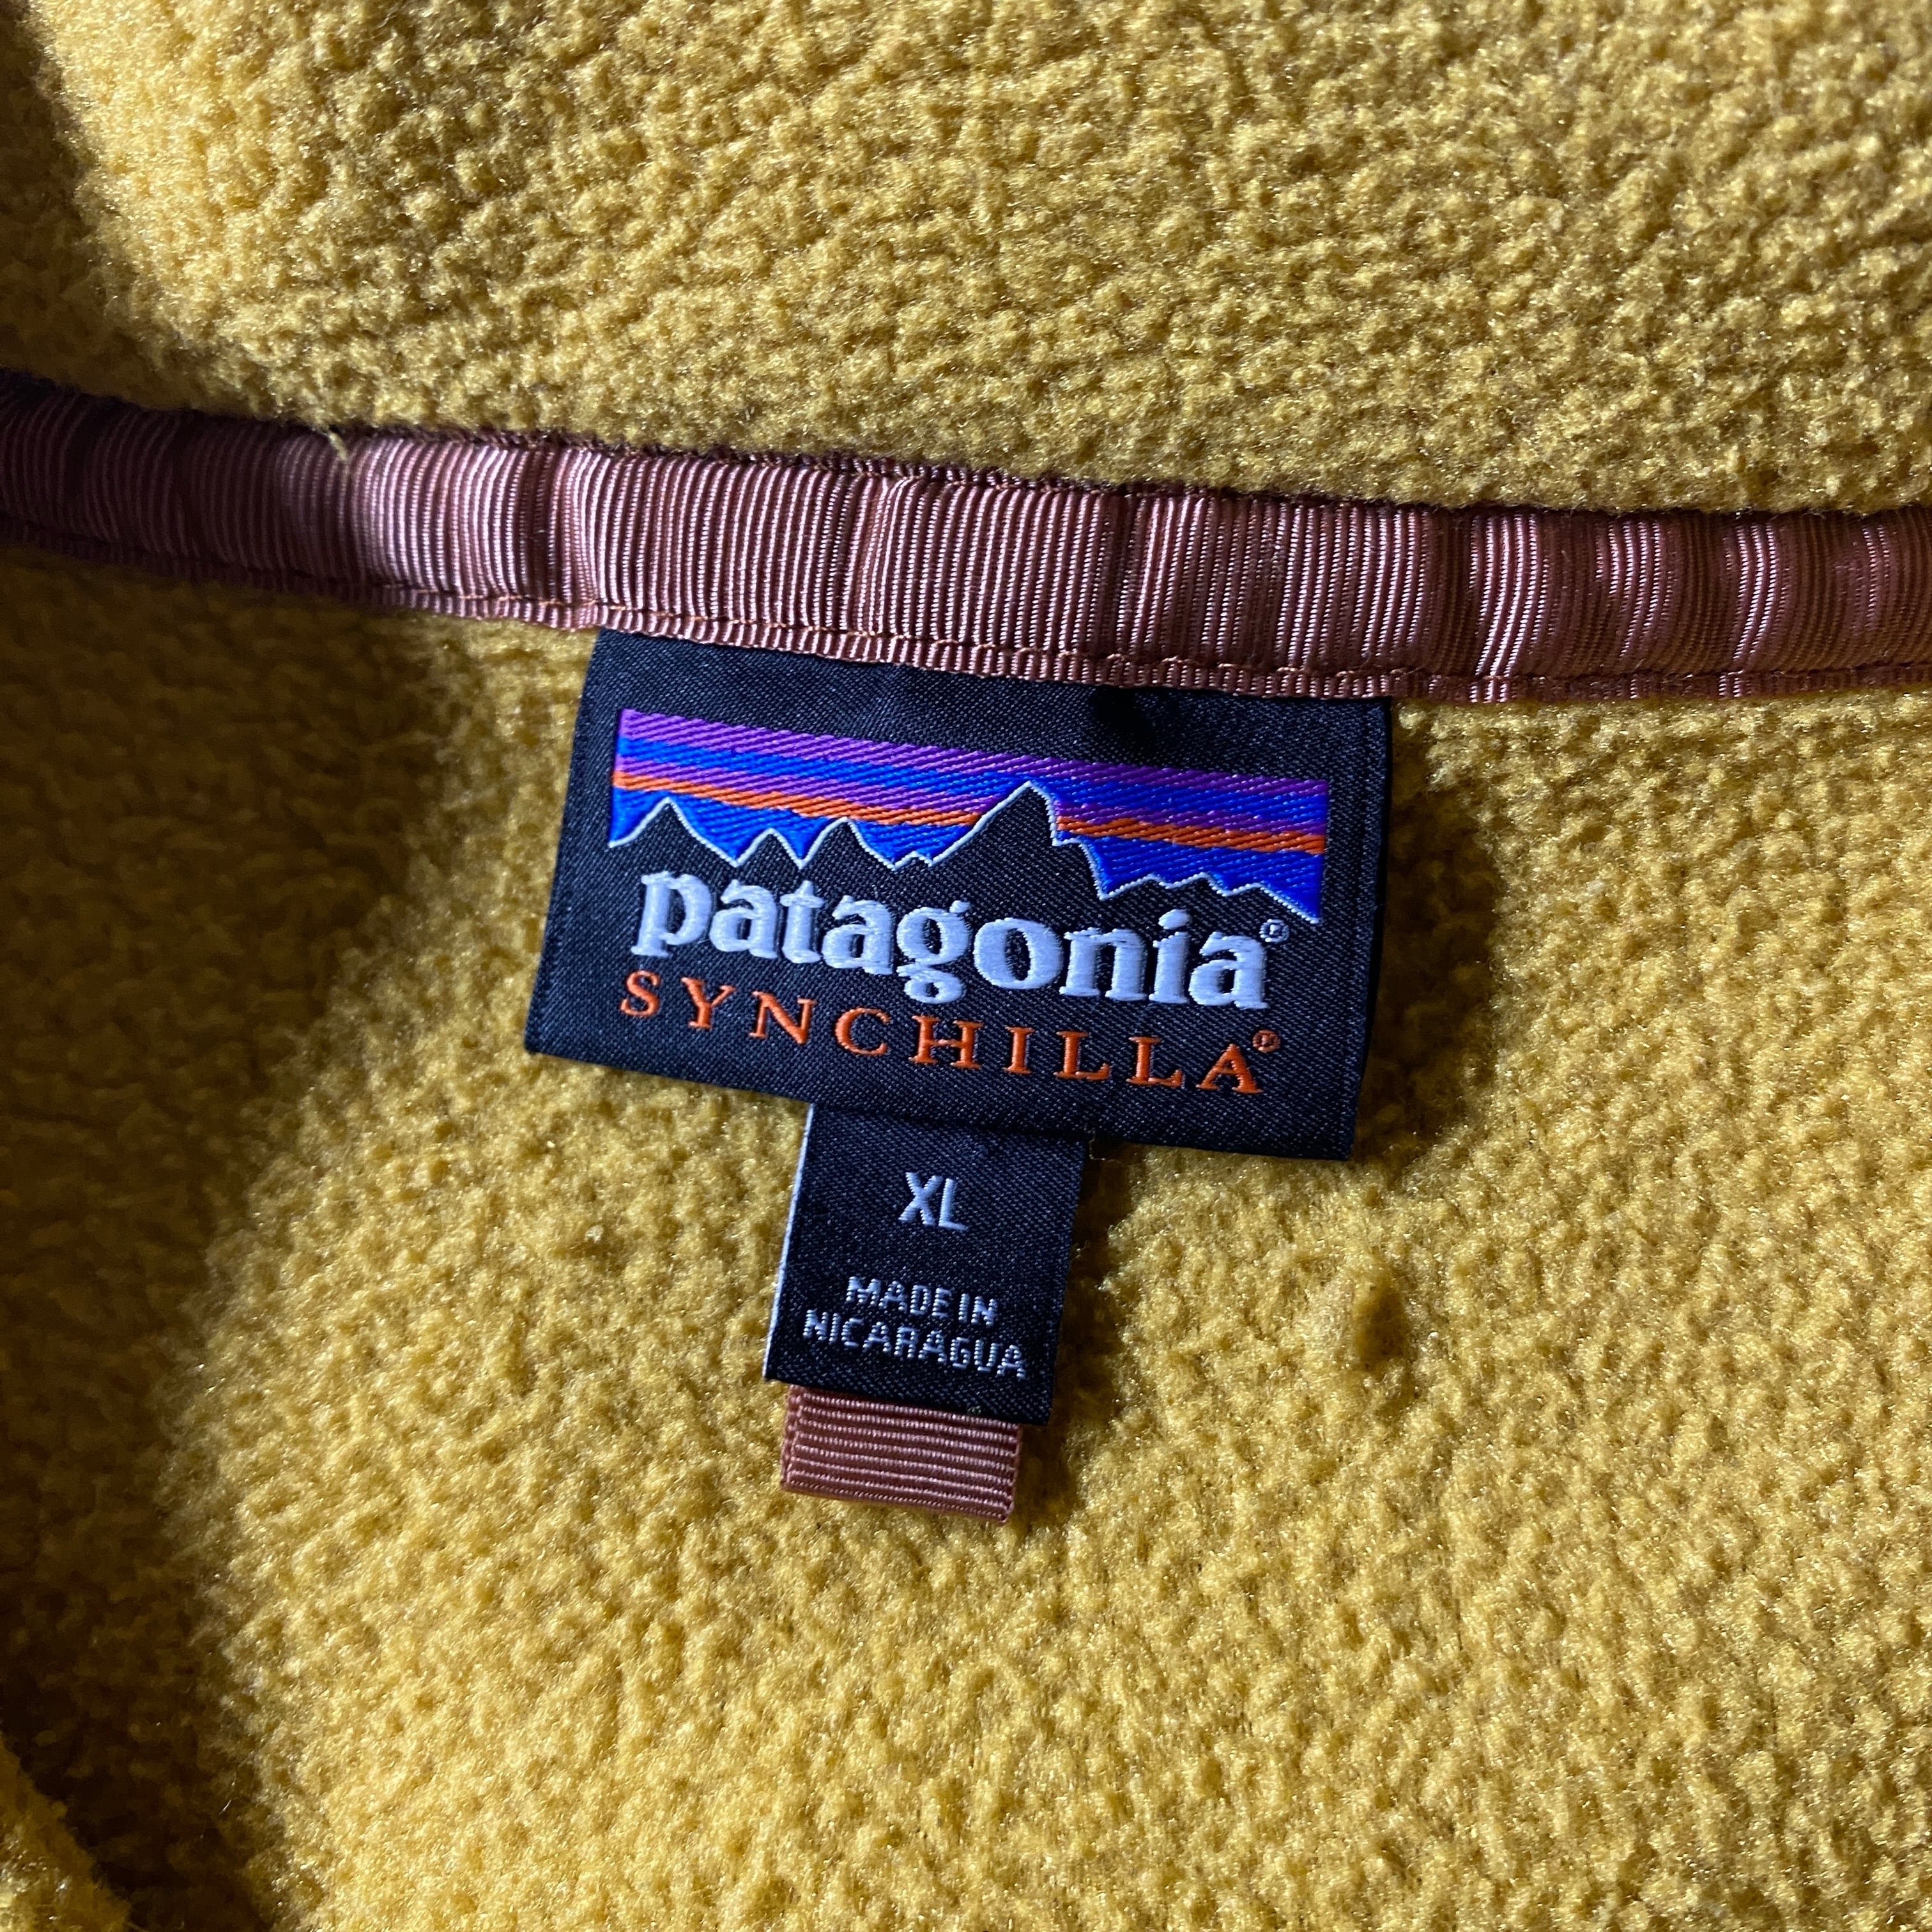 patagonia®
SYNCHILLA®
XL
MADE IN
NICARAGUA